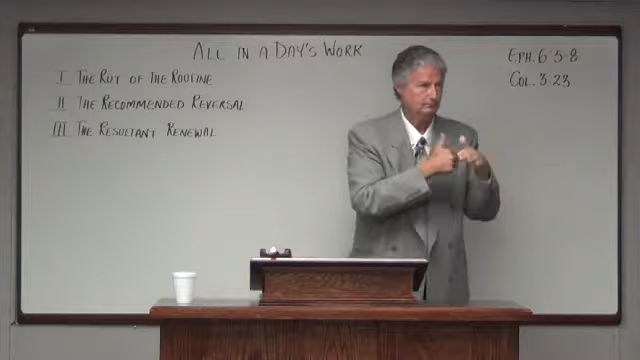 ALL IN A DAY'S WORK
EPH. 6:5-8
COL. 3:23
I THE RUT OF THE ROUTINE
II THE RECOMMENDED REVERSAL
III THE RESULTANT RENEWAL